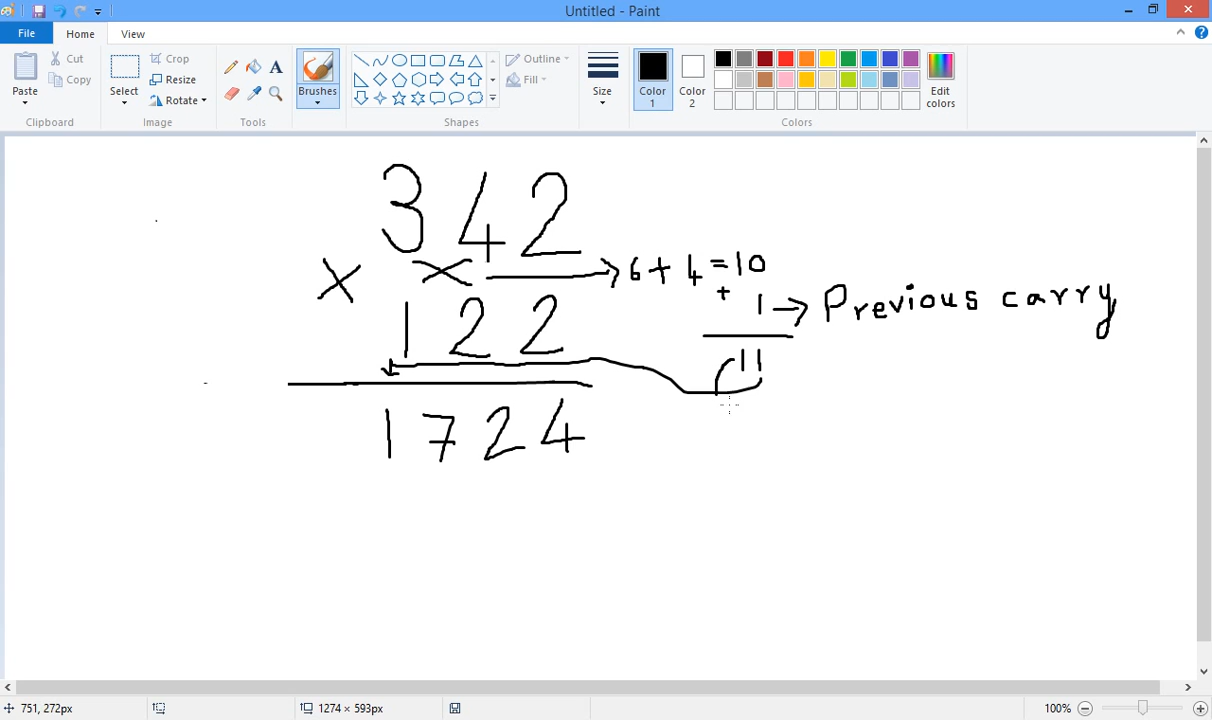 Untitled - Paint
File Home View
Paste Cut Copy
Clipboard
Select Crop Resize Rotate
Image
A
Tools
Brushes
Outline Fill
Shapes
Size
Color 1 Color 2 Edit colors
Colors
342
x x 6 + 4 = 10
+ 1 Previous carry
122
11
1724
751, 272px 1274 × 593px 100%